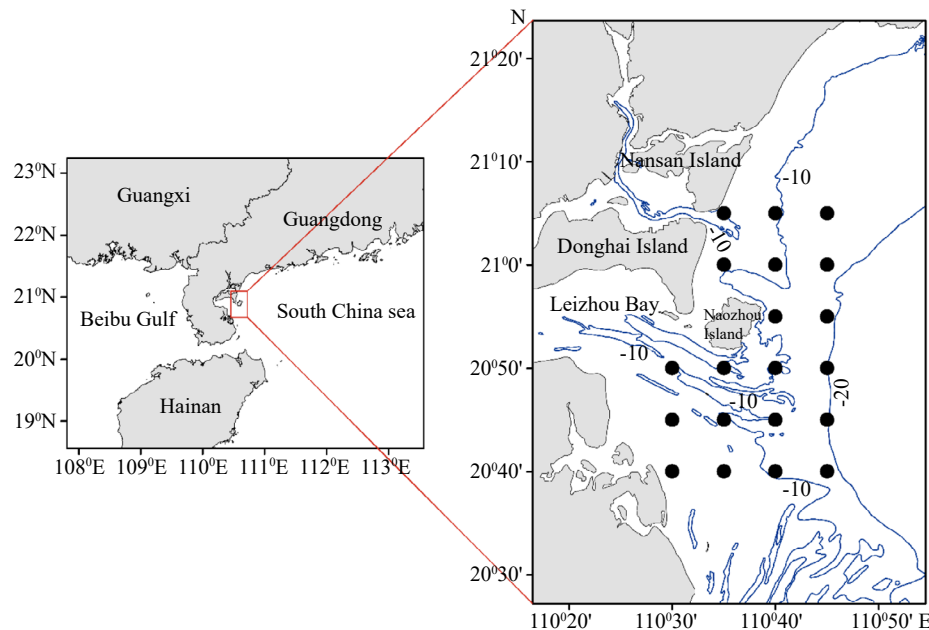 23⁰N
22⁰N
21⁰N
20⁰N
19⁰N
108⁰E
109⁰E
110⁰E
111⁰E
112⁰E
113⁰E
Guangxi
Guangdong
Beibu Gulf
South China sea
Hainan
N
21⁰20'
21⁰10'
21⁰0'
20⁰50'
20⁰40'
20⁰30'
110⁰20'
110⁰30'
110⁰40'
110⁰50' E
Nansan Island
-10
-10
Donghai Island
Leizhou Bay
Naozhou
Island
-10
-10
-20
-10